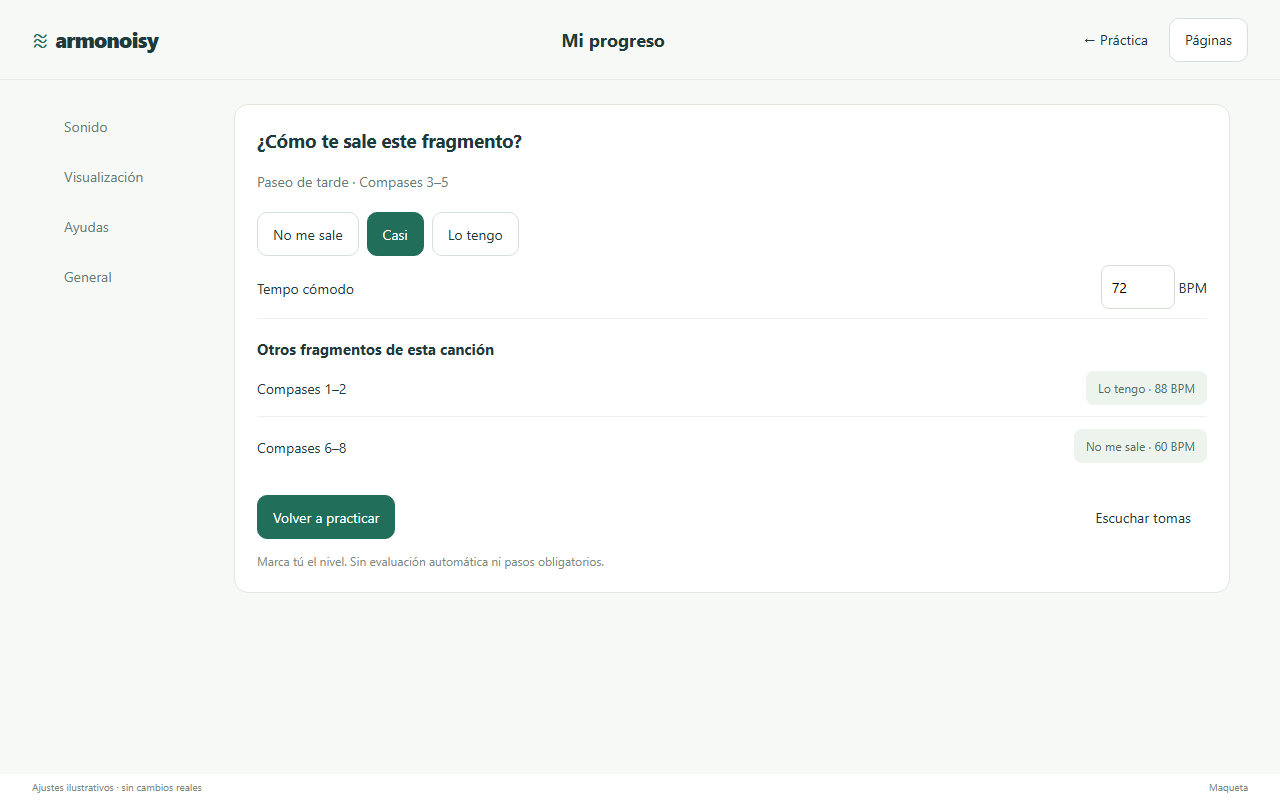 armonoisy
Mi progreso
← Práctica
Páginas
Sonido
Visualización
Ayudas
General
¿Cómo te sale este fragmento?
Paseo de tarde · Compases 3–5
No me sale
Casi
Lo tengo
Tempo cómodo
72 BPM
Otros fragmentos de esta canción
Compases 1–2
Lo tengo · 88 BPM
Compases 6–8
No me sale · 60 BPM
Volver a practicar
Escuchar tomas
Marca tú el nivel. Sin evaluación automática ni pasos obligatorios.
Ajustes ilustrativos · sin cambios reales
Maqueta